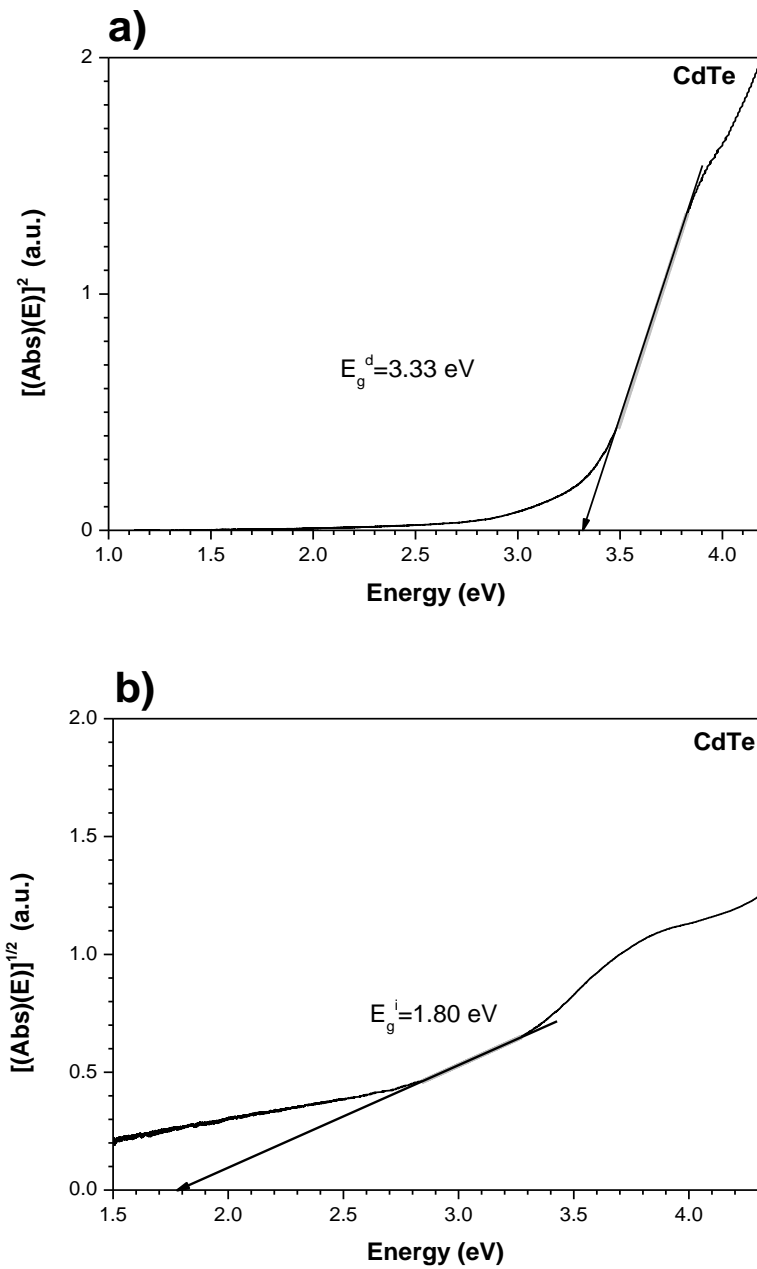 a)
CdTe
2
1
0
[(Abs)(E)]²  (a.u.)
E_g^d=3.33 eV
1.0 1.5 2.0 2.5 3.0 3.5 4.0
Energy (eV)
b)
CdTe
2.0
1.5
1.0
0.5
0.0
[(Abs)(E)]^1/2  (a.u.)
E_g^i=1.80 eV
1.5 2.0 2.5 3.0 3.5 4.0
Energy (eV)